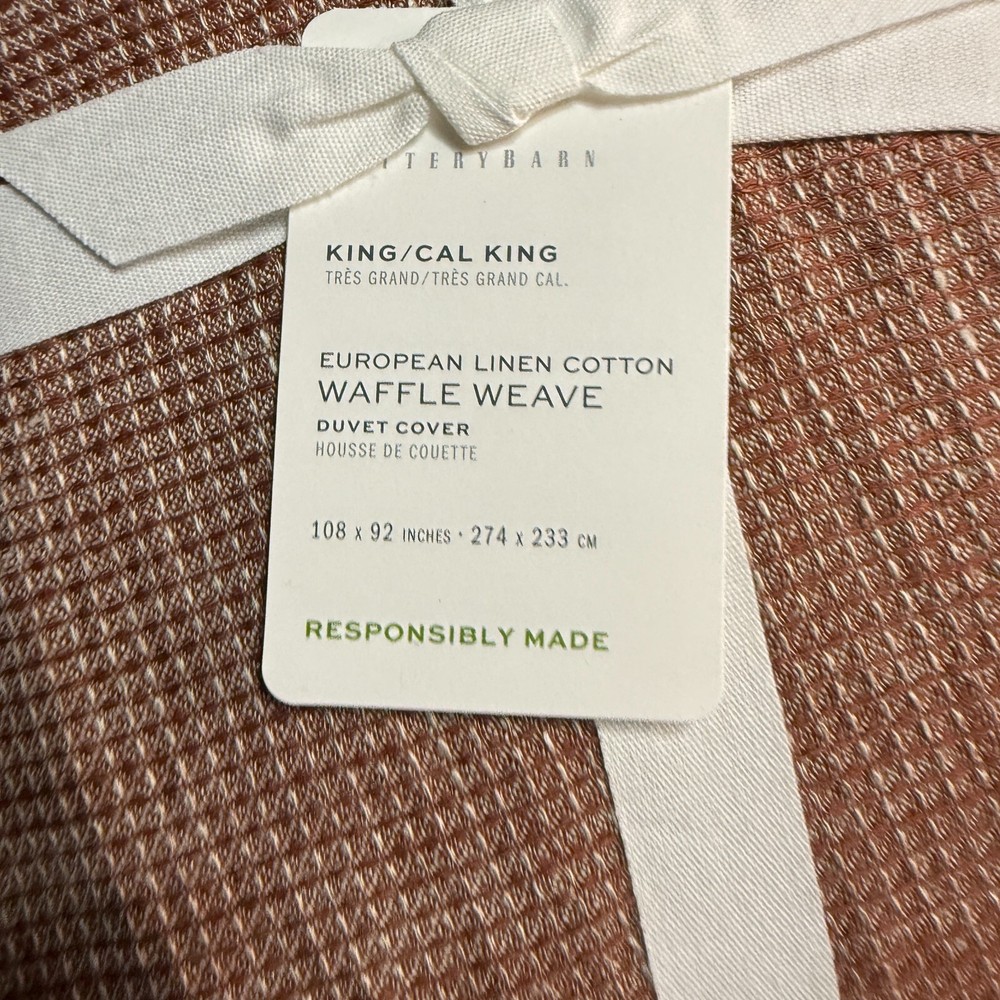 TTERYBARN
KING/CAL KING
TRÈS GRAND/TRÈS GRAND CAL.
EUROPEAN LINEN COTTON
WAFFLE WEAVE
DUVET COVER
HOUSSE DE COUETTE
108 x 92 INCHES · 274 x 233 CM
RESPONSIBLY MADE